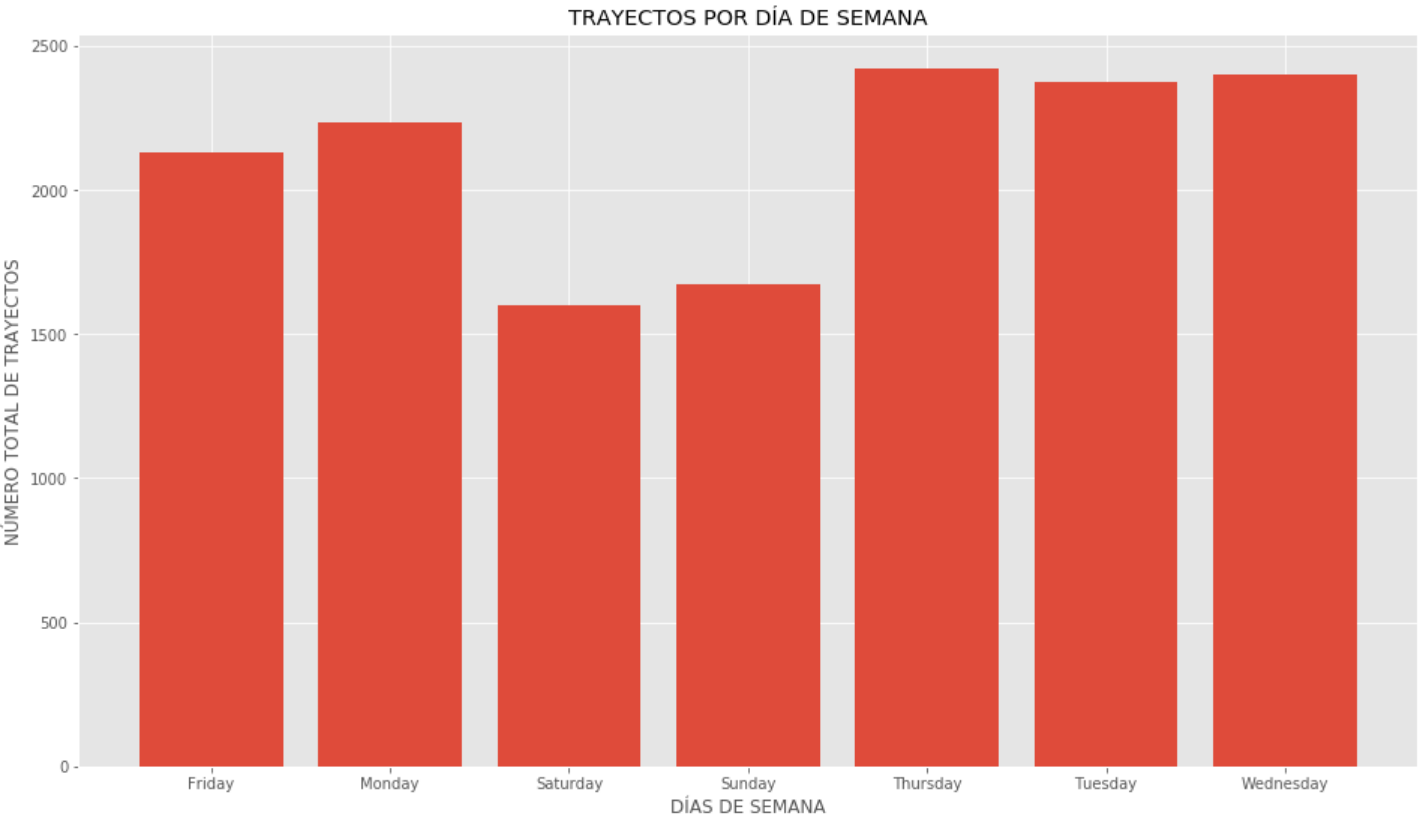 TRAYECTOS POR DÍA DE SEMANA
NÚMERO TOTAL DE TRAYECTOS
2500
2000
1500
1000
500
0
Friday
Monday
Saturday
Sunday
Thursday
Tuesday
Wednesday
DÍAS DE SEMANA